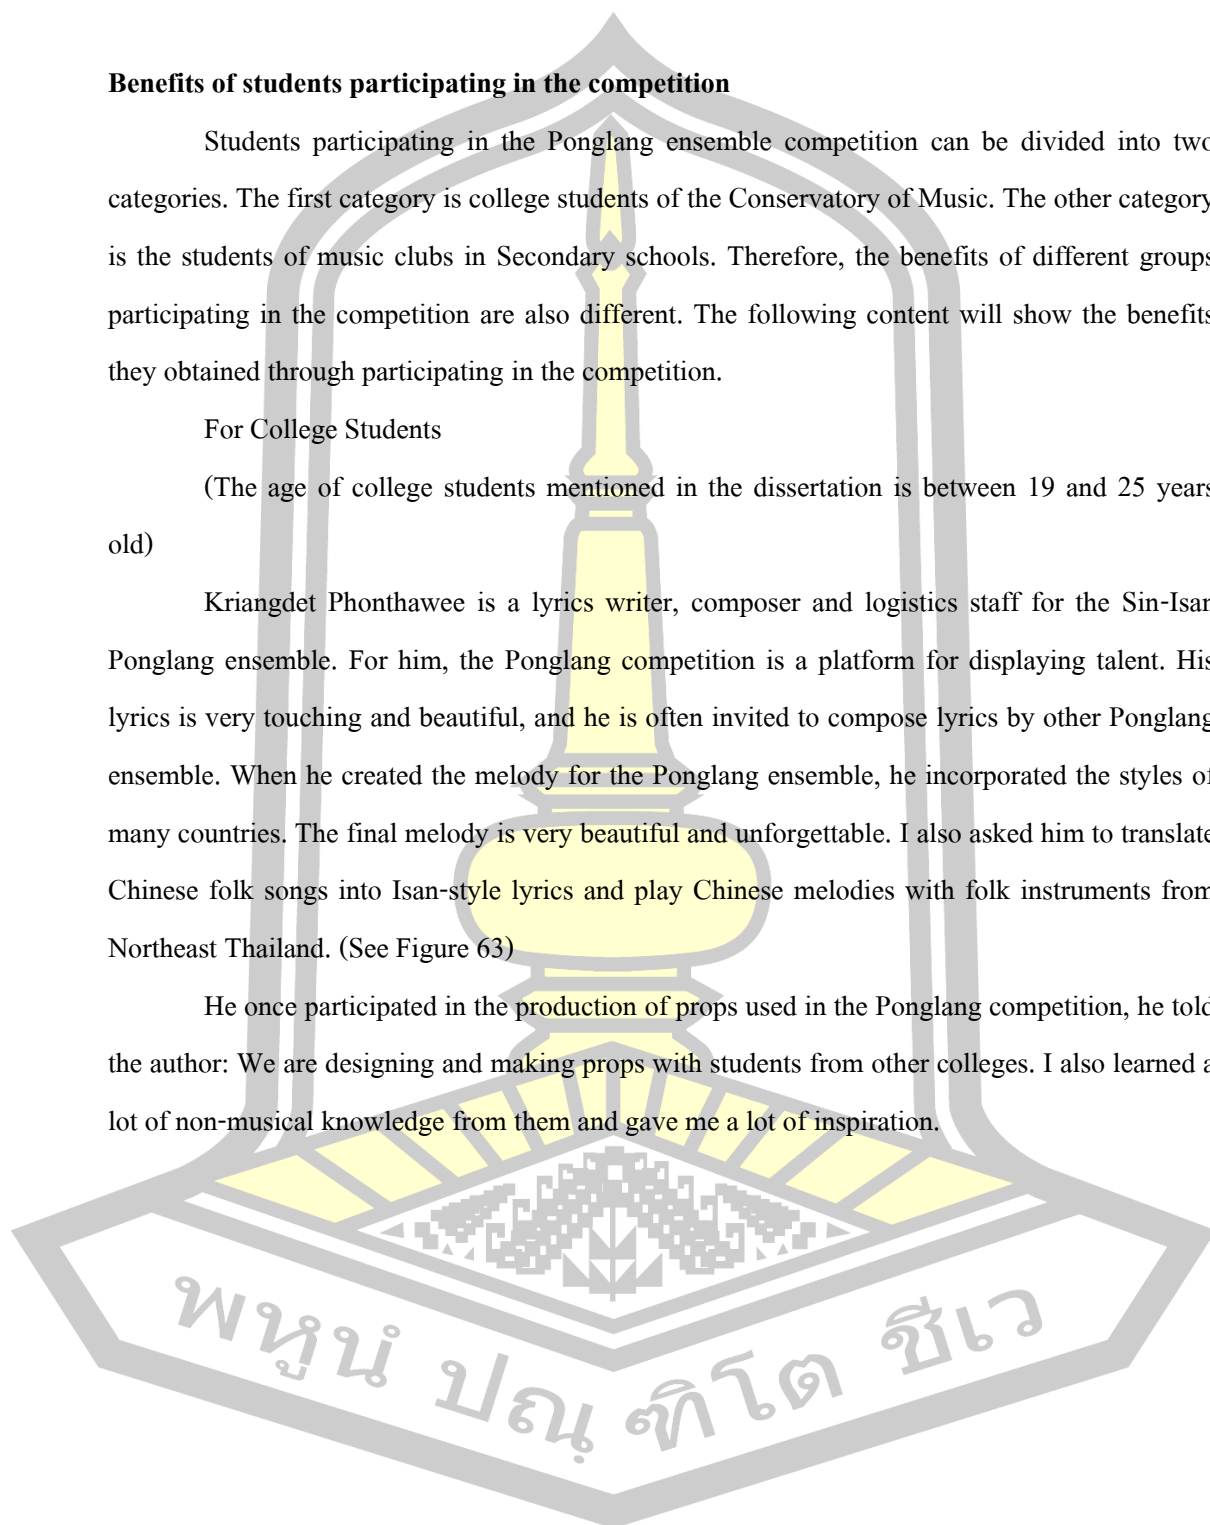 Benefits of students participating in the competition
Students participating in the Ponglang ensemble competition can be divided into two
categories. The first category is college students of the Conservatory of Music. The other category
is the students of music clubs in Secondary schools. Therefore, the benefits of different groups
participating in the competition are also different. The following content will show the benefits
they obtained through participating in the competition.
For College Students
(The age of college students mentioned in the dissertation is between 19 and 25 years
old)
Kriangdet Phonthawee is a lyrics writer, composer and logistics staff for the Sin-Isan
Ponglang ensemble. For him, the Ponglang competition is a platform for displaying talent. His
lyrics is very touching and beautiful, and he is often invited to compose lyrics by other Ponglang
ensemble. When he created the melody for the Ponglang ensemble, he incorporated the styles of
many countries. The final melody is very beautiful and unforgettable. I also asked him to translate
Chinese folk songs into Isan-style lyrics and play Chinese melodies with folk instruments from
Northeast Thailand. (See Figure 63)
He once participated in the production of props used in the Ponglang competition, he told
the author: We are designing and making props with students from other colleges. I also learned a
lot of non-musical knowledge from them and gave me a lot of inspiration.
พหูนํ ปณฺฑิโต ชีเว